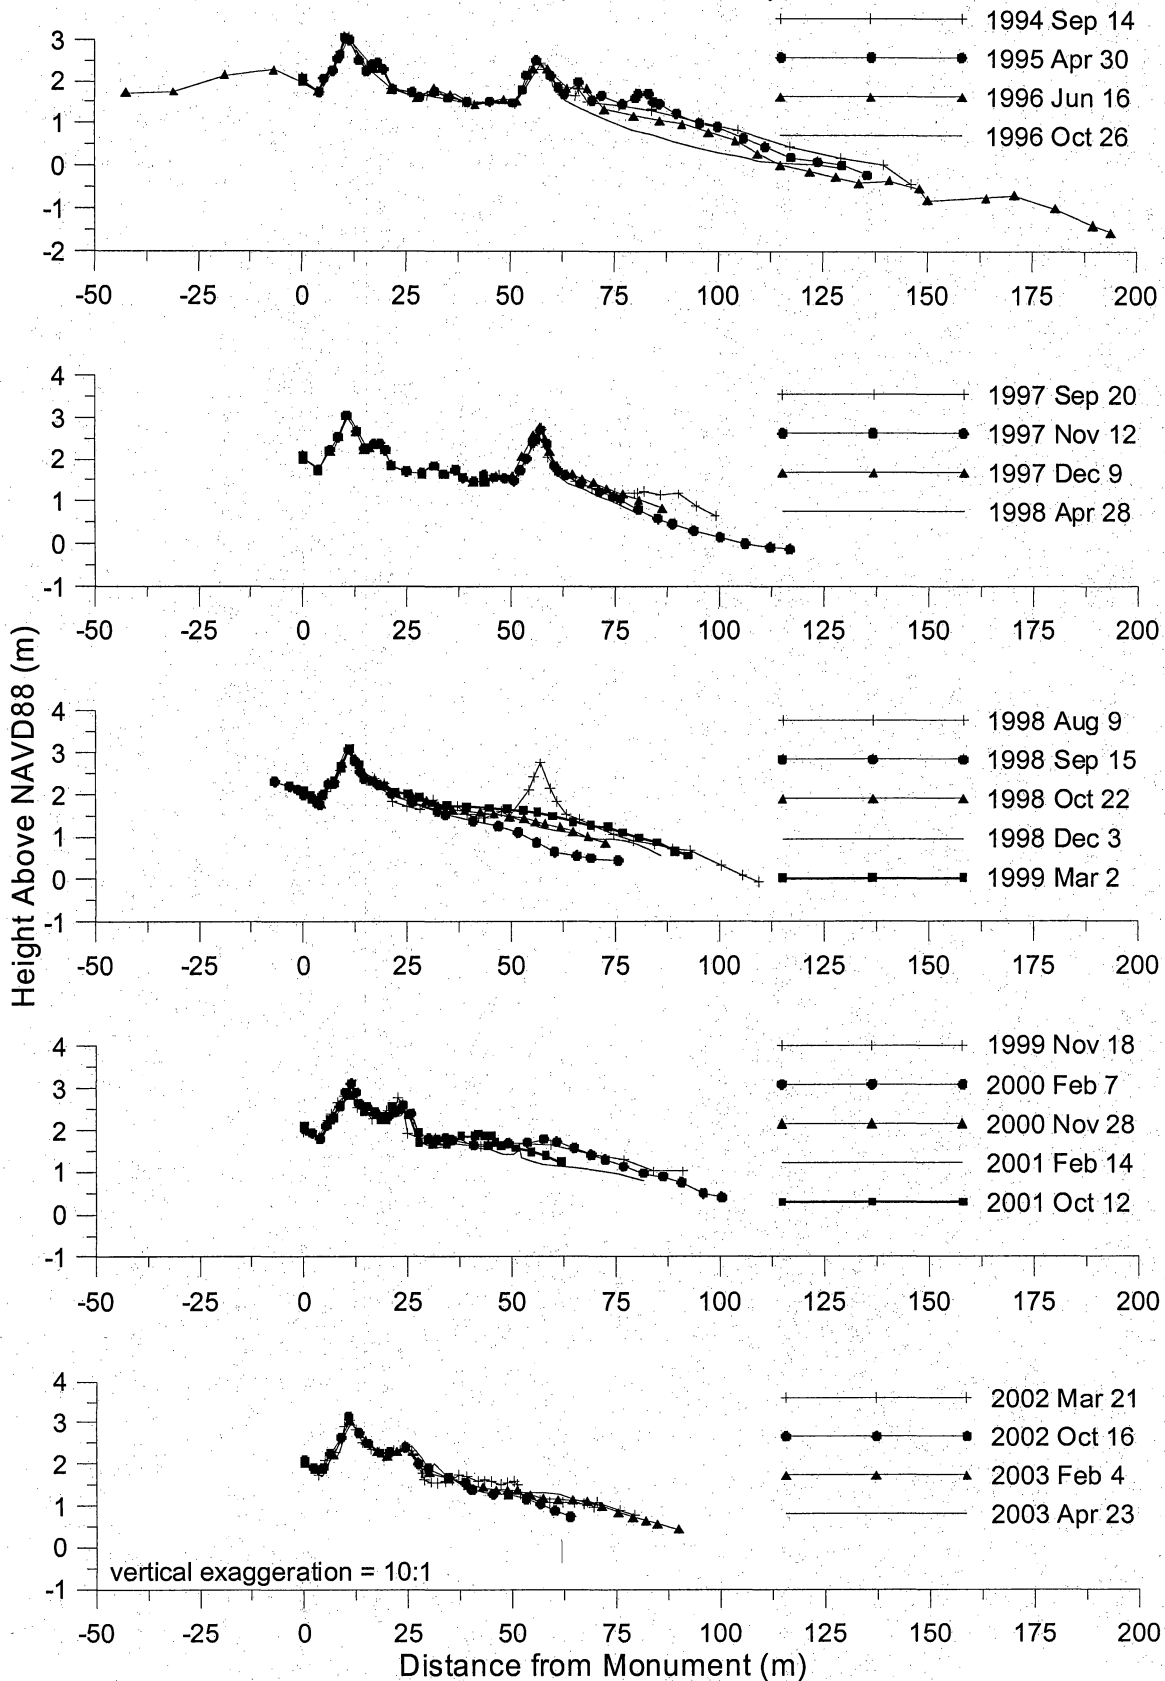 1994 Sep 14
3
1995 Apr 30
2
1996 Jun 16
1
1996 Oct 26
0
-1
-2
-50 -25 0 25 50 75 100 125 150 175 200
4
1997 Sep 20
3
1997 Nov 12
2
1997 Dec 9
1
1998 Apr 28
0
-1
-50 -25 0 25 50 75 100 125 150 175 200
Height Above NAVD88 (m)
4
1998 Aug 9
3
1998 Sep 15
2
1998 Oct 22
1
1998 Dec 3
0
1999 Mar 2
-1
-50 -25 0 25 50 75 100 125 150 175 200
4
1999 Nov 18
3
2000 Feb 7
2
2000 Nov 28
1
2001 Feb 14
0
2001 Oct 12
-1
-50 -25 0 25 50 75 100 125 150 175 200
4
2002 Mar 21
3
2002 Oct 16
2
2003 Feb 4
1
2003 Apr 23
0
vertical exaggeration = 10:1
-1
-50 -25 0 25 50 75 100 125 150 175 200
Distance from Monument (m)